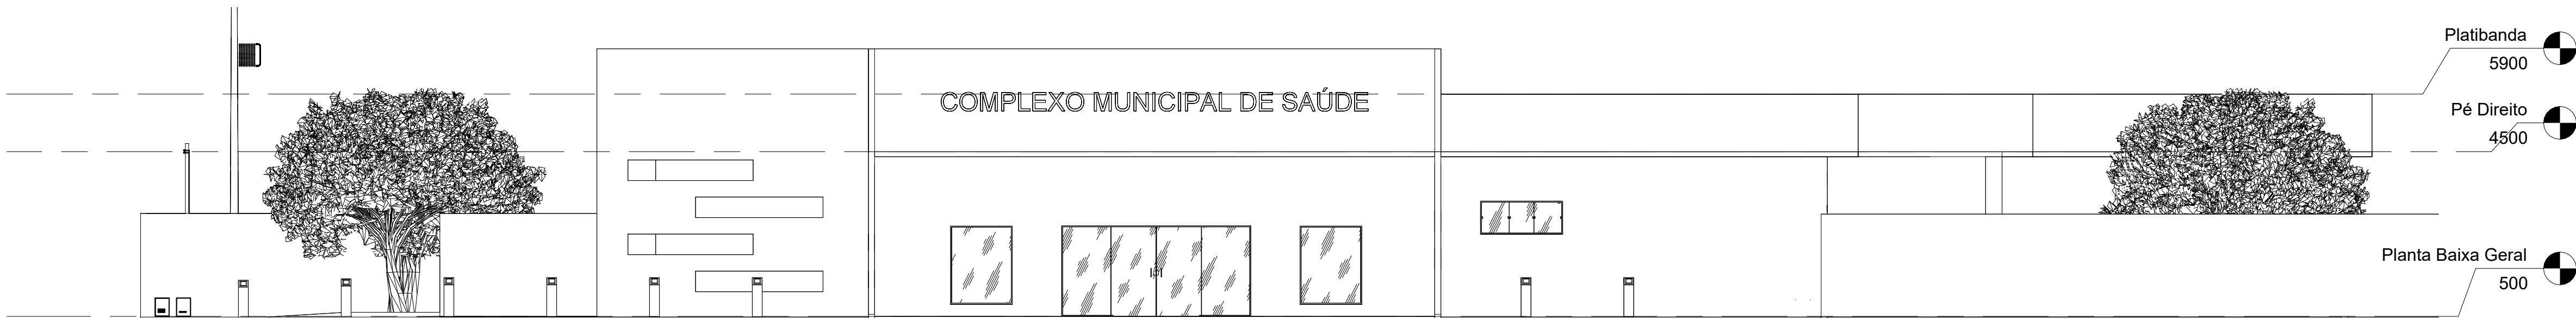 Platibanda
5900
COMPLEXO MUNICIPAL DE SAÚDE
Pé Direito
4500
Planta Baixa Geral
500